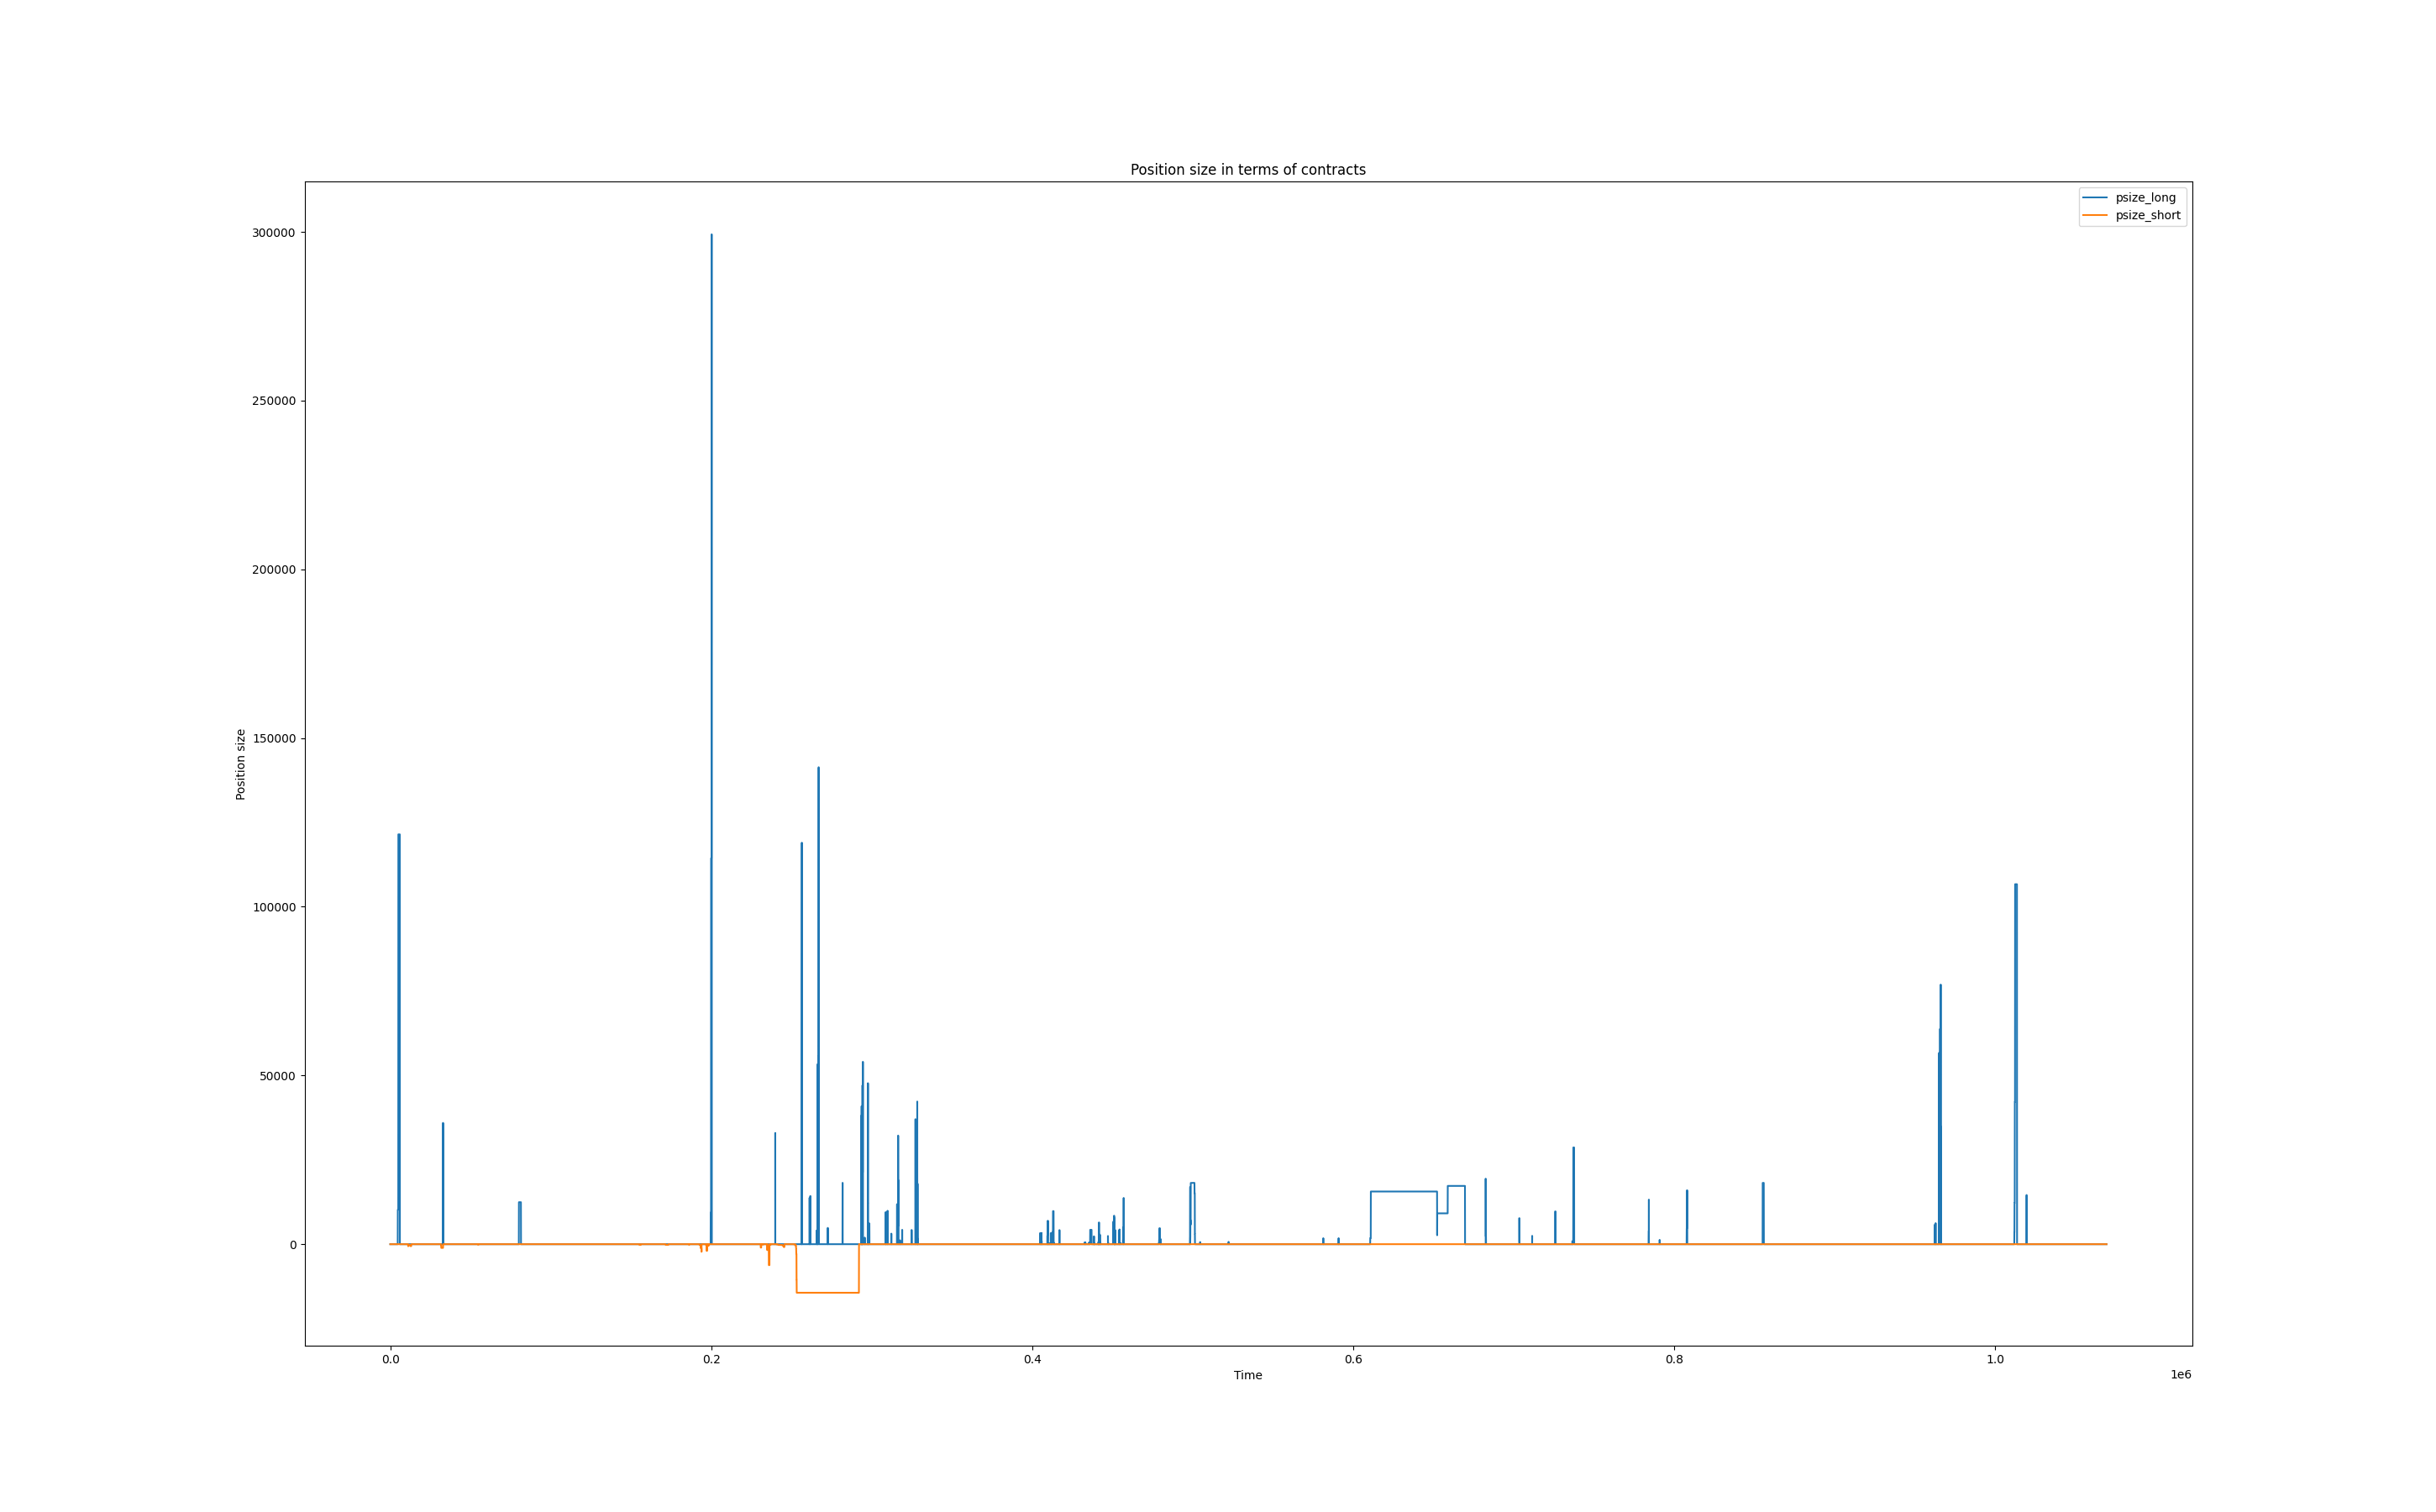 Position size in terms of contracts
psize_long
psize_short
300000
250000
200000
150000
100000
50000
0
Position size
0.0
0.2
0.4
0.6
0.8
1.0
Time
1e6